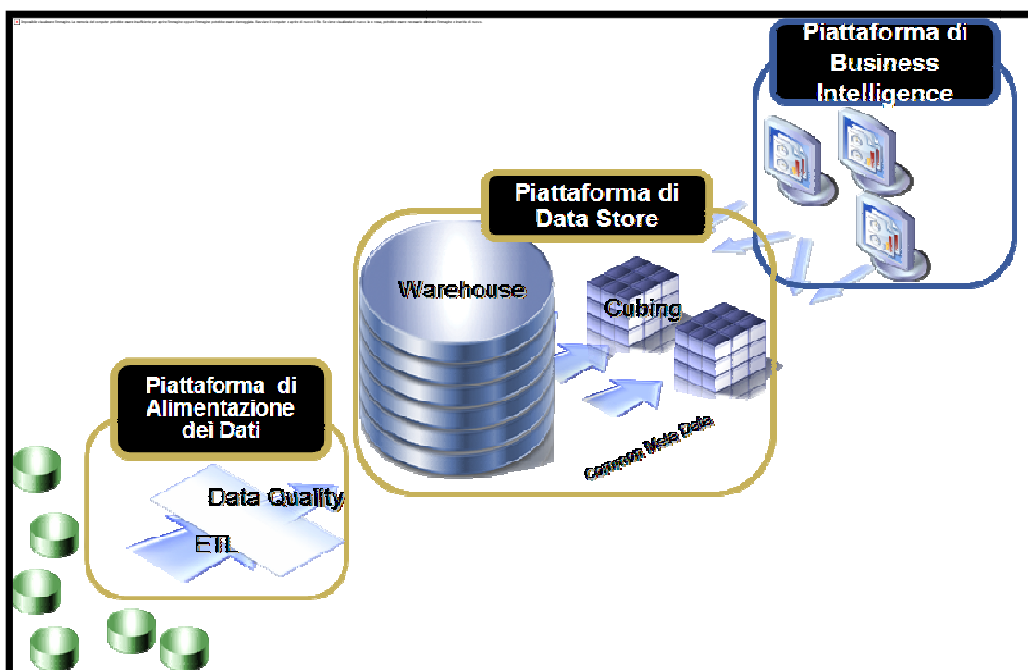 Piattaforma di
Business
Intelligence
Piattaforma di
Data Store
Warehouse
Cubing
Common Meta Data
Piattaforma di
Alimentazione
dei Dati
Data Quality
ETL